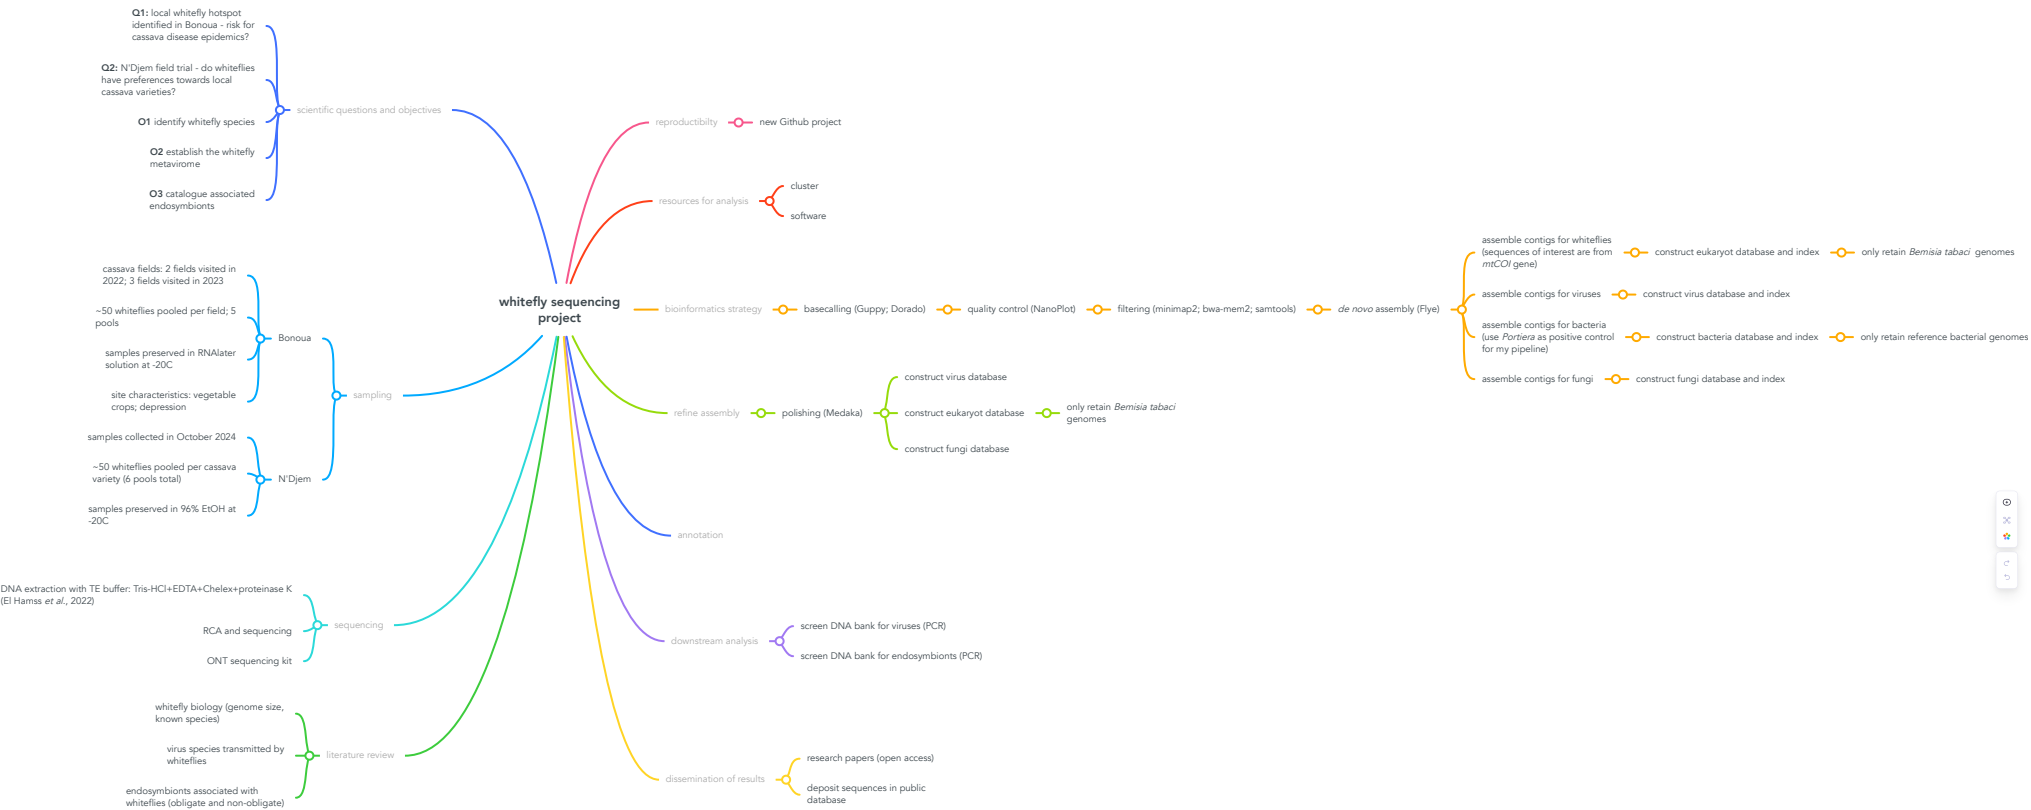 Q1: local whitefly hotspot
identified in Bonoua - risk for
cassava disease epidemics?
Q2: N'Djem field trial - do whiteflies
have preferences towards local
cassava varieties?
O1 identify whitefly species
O2 establish the whitefly
metavirome
O3 catalogue associated
endosymbionts
scientific questions and objectives
cassava fields: 2 fields visited in
2022; 3 fields visited in 2023
~50 whiteflies pooled per field; 5
pools
samples preserved in RNAlater
solution at -20C
site characteristics: vegetable
crops; depression
Bonoua
samples collected in October 2024
~50 whiteflies pooled per cassava
variety (6 pools total)
samples preserved in 96% EtOH at
-20C
N'Djem
sampling
DNA extraction with TE buffer: Tris-HCl+EDTA+Chelex+proteinase K
(El Hamss et al., 2022)
RCA and sequencing
ONT sequencing kit
sequencing
whitefly biology (genome size,
known species)
virus species transmitted by
whiteflies
endosymbionts associated with
whiteflies (obligate and non-obligate)
literature review
whitefly sequencing
project
reproductibilty
new Github project
resources for analysis
cluster
software
bioinformatics strategy
basecalling (Guppy; Dorado)
quality control (NanoPlot)
filtering (minimap2; bwa-mem2; samtools)
de novo assembly (Flye)
assemble contigs for whiteflies
(sequences of interest are from
mtCOI gene)
construct eukaryot database and index
only retain Bemisia tabaci genomes
assemble contigs for viruses
construct virus database and index
assemble contigs for bacteria
(use Portiera as positive control
for my pipeline)
construct bacteria database and index
only retain reference bacterial genomes
assemble contigs for fungi
construct fungi database and index
refine assembly
polishing (Medaka)
construct virus database
construct eukaryot database
only retain Bemisia tabaci
genomes
construct fungi database
annotation
downstream analysis
screen DNA bank for viruses (PCR)
screen DNA bank for endosymbionts (PCR)
dissemination of results
research papers (open access)
deposit sequences in public
database